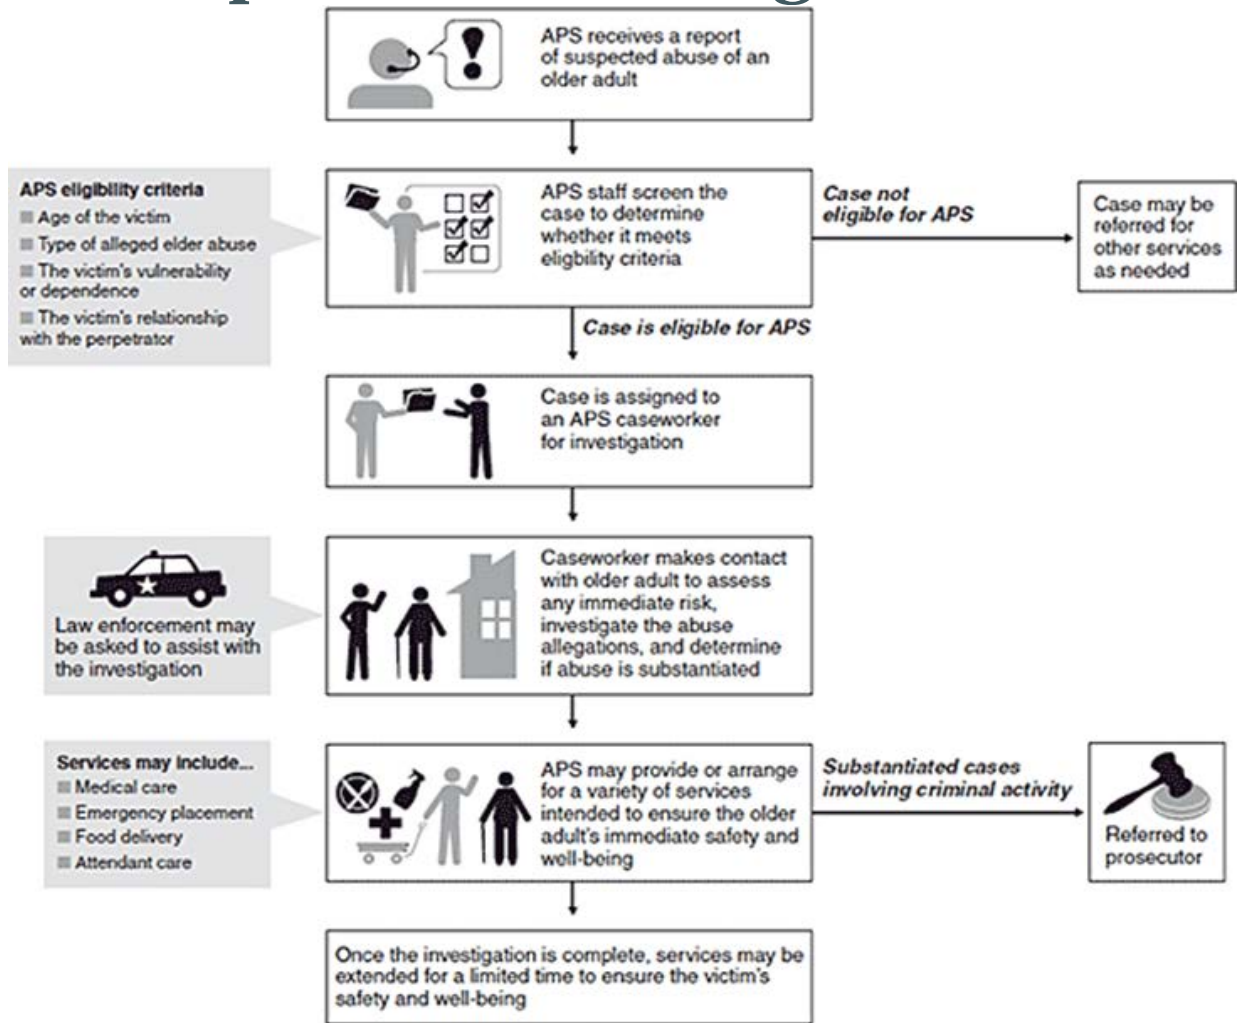 APS receives a report
of suspected abuse of an
older adult
APS eligibility criteria
Age of the victim
Type of alleged elder abuse
The victim's vulnerability
or dependence
The victim's relationship
with the perpetrator
APS staff screen the
case to determine
whether it meets
eligbility criteria
Case not
eligible for APS
Case may be
referred for
other services
as needed
Case is eligible for APS
Case is assigned to
an APS caseworker
for investigation
Law enforcement may
be asked to assist with
the investigation
Caseworker makes contact
with older adult to assess
any immediate risk,
investigate the abuse
allegations, and determine
if abuse is substantiated
Services may include...
Medical care
Emergency placement
Food delivery
Attendant care
APS may provide or arrange
for a variety of services
intended to ensure the older
adult's immediate safety and
well-being
Substantiated cases
involving criminal activity
Referred to
prosecutor
Once the investigation is complete, services may be
extended for a limited time to ensure the victim's
safety and well-being